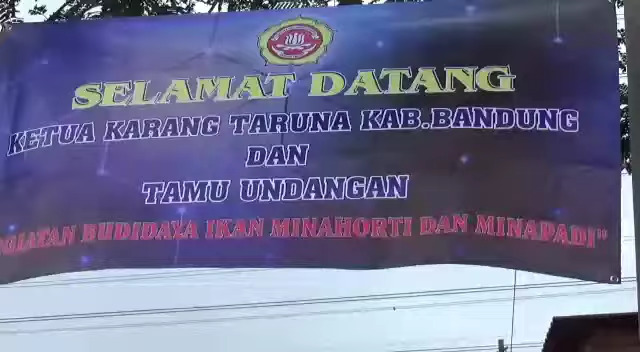 SELAMAT DATANG
KETUA KARANG TARUNA KAB.BANDUNG
DAN
TAMU UNDANGAN
BUDIDAYA IKAN MINAHORTI DAN MINAPADI"